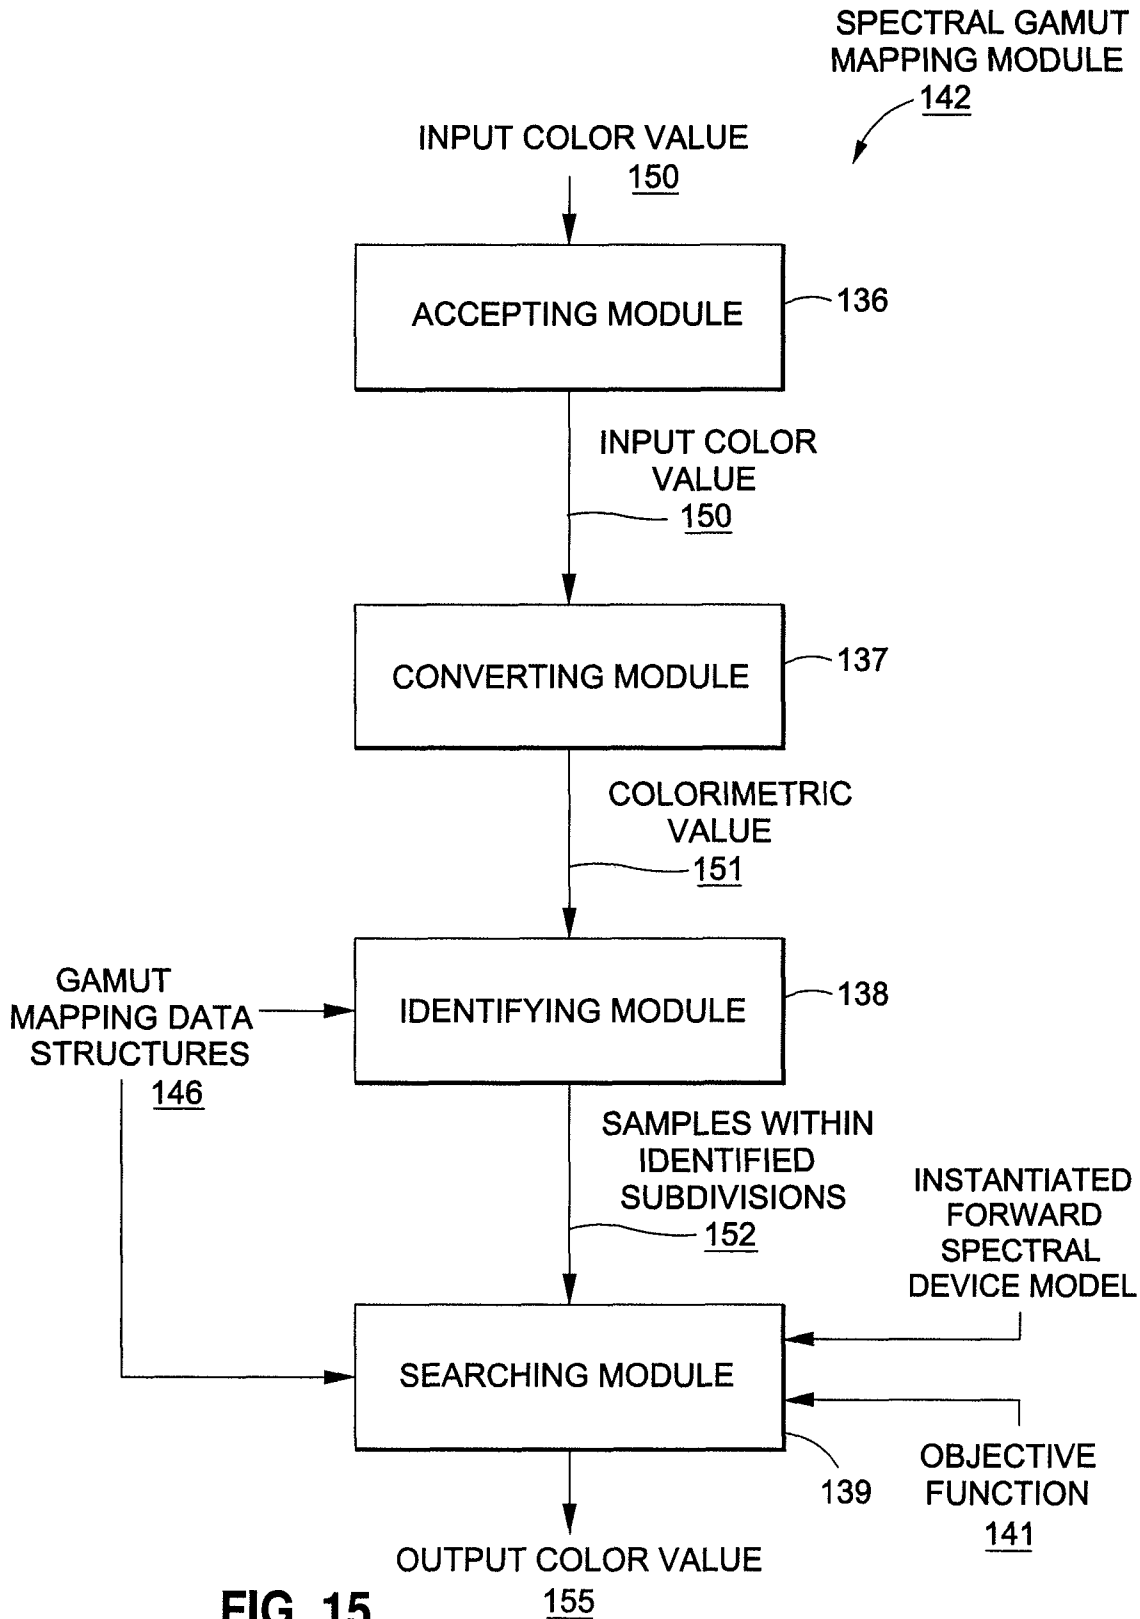 SPECTRAL GAMUT
MAPPING MODULE
142
INPUT COLOR VALUE
150
ACCEPTING MODULE
136
INPUT COLOR
VALUE
150
CONVERTING MODULE
137
COLORIMETRIC
VALUE
151
GAMUT
MAPPING DATA
STRUCTURES
146
IDENTIFYING MODULE
138
SAMPLES WITHIN
IDENTIFIED
SUBDIVISIONS
152
INSTANTIATED
FORWARD
SPECTRAL
DEVICE MODEL
SEARCHING MODULE
139
OBJECTIVE
FUNCTION
141
OUTPUT COLOR VALUE
155
FIG. 15